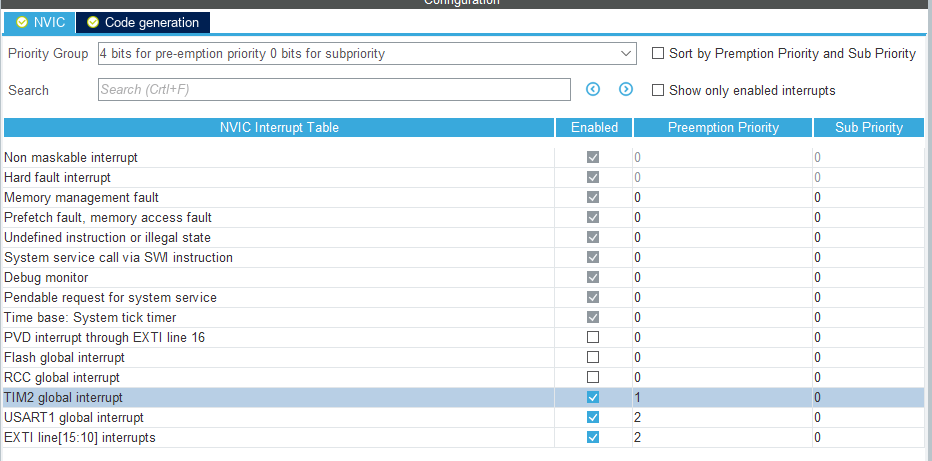 Configuration
NVIC Code generation
Priority Group 4 bits for pre-emption priority 0 bits for subpriority Sort by Premption Priority and Sub Priority
Search Search (Crtl+F) Show only enabled interrupts
NVIC Interrupt Table Enabled Preemption Priority Sub Priority
Non maskable interrupt 0 0
Hard fault interrupt 0 0
Memory management fault 0 0
Prefetch fault, memory access fault 0 0
Undefined instruction or illegal state 0 0
System service call via SWI instruction 0 0
Debug monitor 0 0
Pendable request for system service 0 0
Time base: System tick timer 0 0
PVD interrupt through EXTI line 16 0 0
Flash global interrupt 0 0
RCC global interrupt 0 0
TIM2 global interrupt 1 0
USART1 global interrupt 2 0
EXTI line[15:10] interrupts 2 0